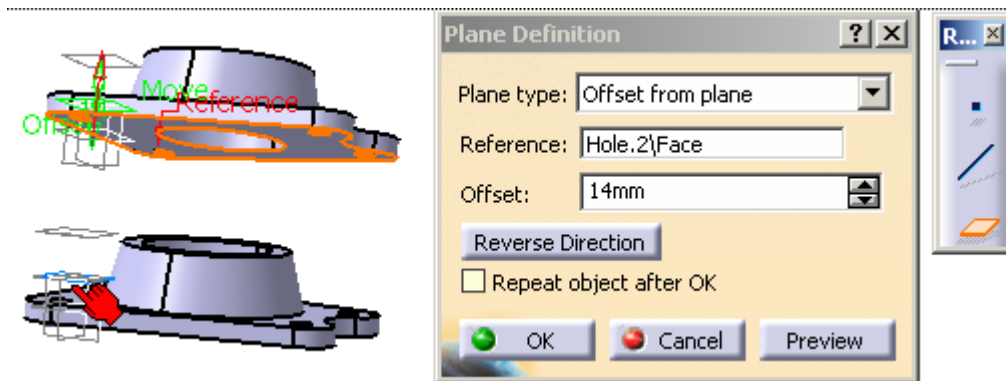 Plane Definition
R...
Plane type:
Offset from plane
Move
Reference
Reference:
Hole.2\Face
Offset:
14mm
Reverse Direction
Repeat object after OK
OK
Cancel
Preview